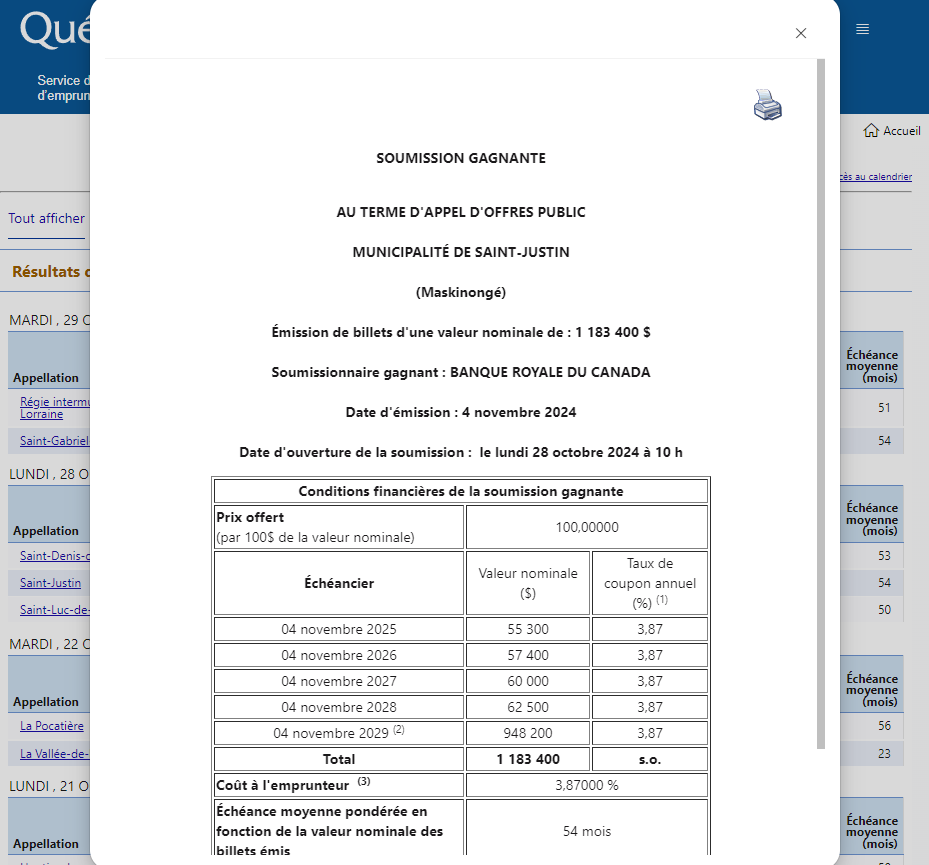 Qué
Service d
d'emprun
Accueil
cès au calendrier
Tout afficher
Résultats
MARDI , 29 O
Appellation
Échéance
moyenne
(mois)
Régie intermu
Lorraine
51
Saint-Gabriel
54
LUNDI , 28 O
Appellation
Échéance
moyenne
(mois)
Saint-Denis-d
53
Saint-Justin
54
Saint-Luc-de-
50
MARDI , 22 O
Appellation
Échéance
moyenne
(mois)
La Pocatière
56
La Vallée-de-
23
LUNDI , 21 O
Appellation
Échéance
moyenne
(mois)
SOUMISSION GAGNANTE
AU TERME D'APPEL D'OFFRES PUBLIC
MUNICIPALITÉ DE SAINT-JUSTIN
(Maskinongé)
Émission de billets d'une valeur nominale de : 1 183 400 $
Soumissionnaire gagnant : BANQUE ROYALE DU CANADA
Date d'émission : 4 novembre 2024
Date d'ouverture de la soumission : le lundi 28 octobre 2024 à 10 h
Conditions financières de la soumission gagnante
Prix offert
(par 100$ de la valeur nominale)
100,00000
Échéancier
Valeur nominale
($)
Taux de
coupon annuel
(%) (1)
04 novembre 2025 55 300 3,87
04 novembre 2026 57 400 3,87
04 novembre 2027 60 000 3,87
04 novembre 2028 62 500 3,87
04 novembre 2029 (2) 948 200 3,87
Total 1 183 400 s.o.
Coût à l'emprunteur (3) 3,87000 %
Échéance moyenne pondérée en
fonction de la valeur nominale des
billets émis
54 mois